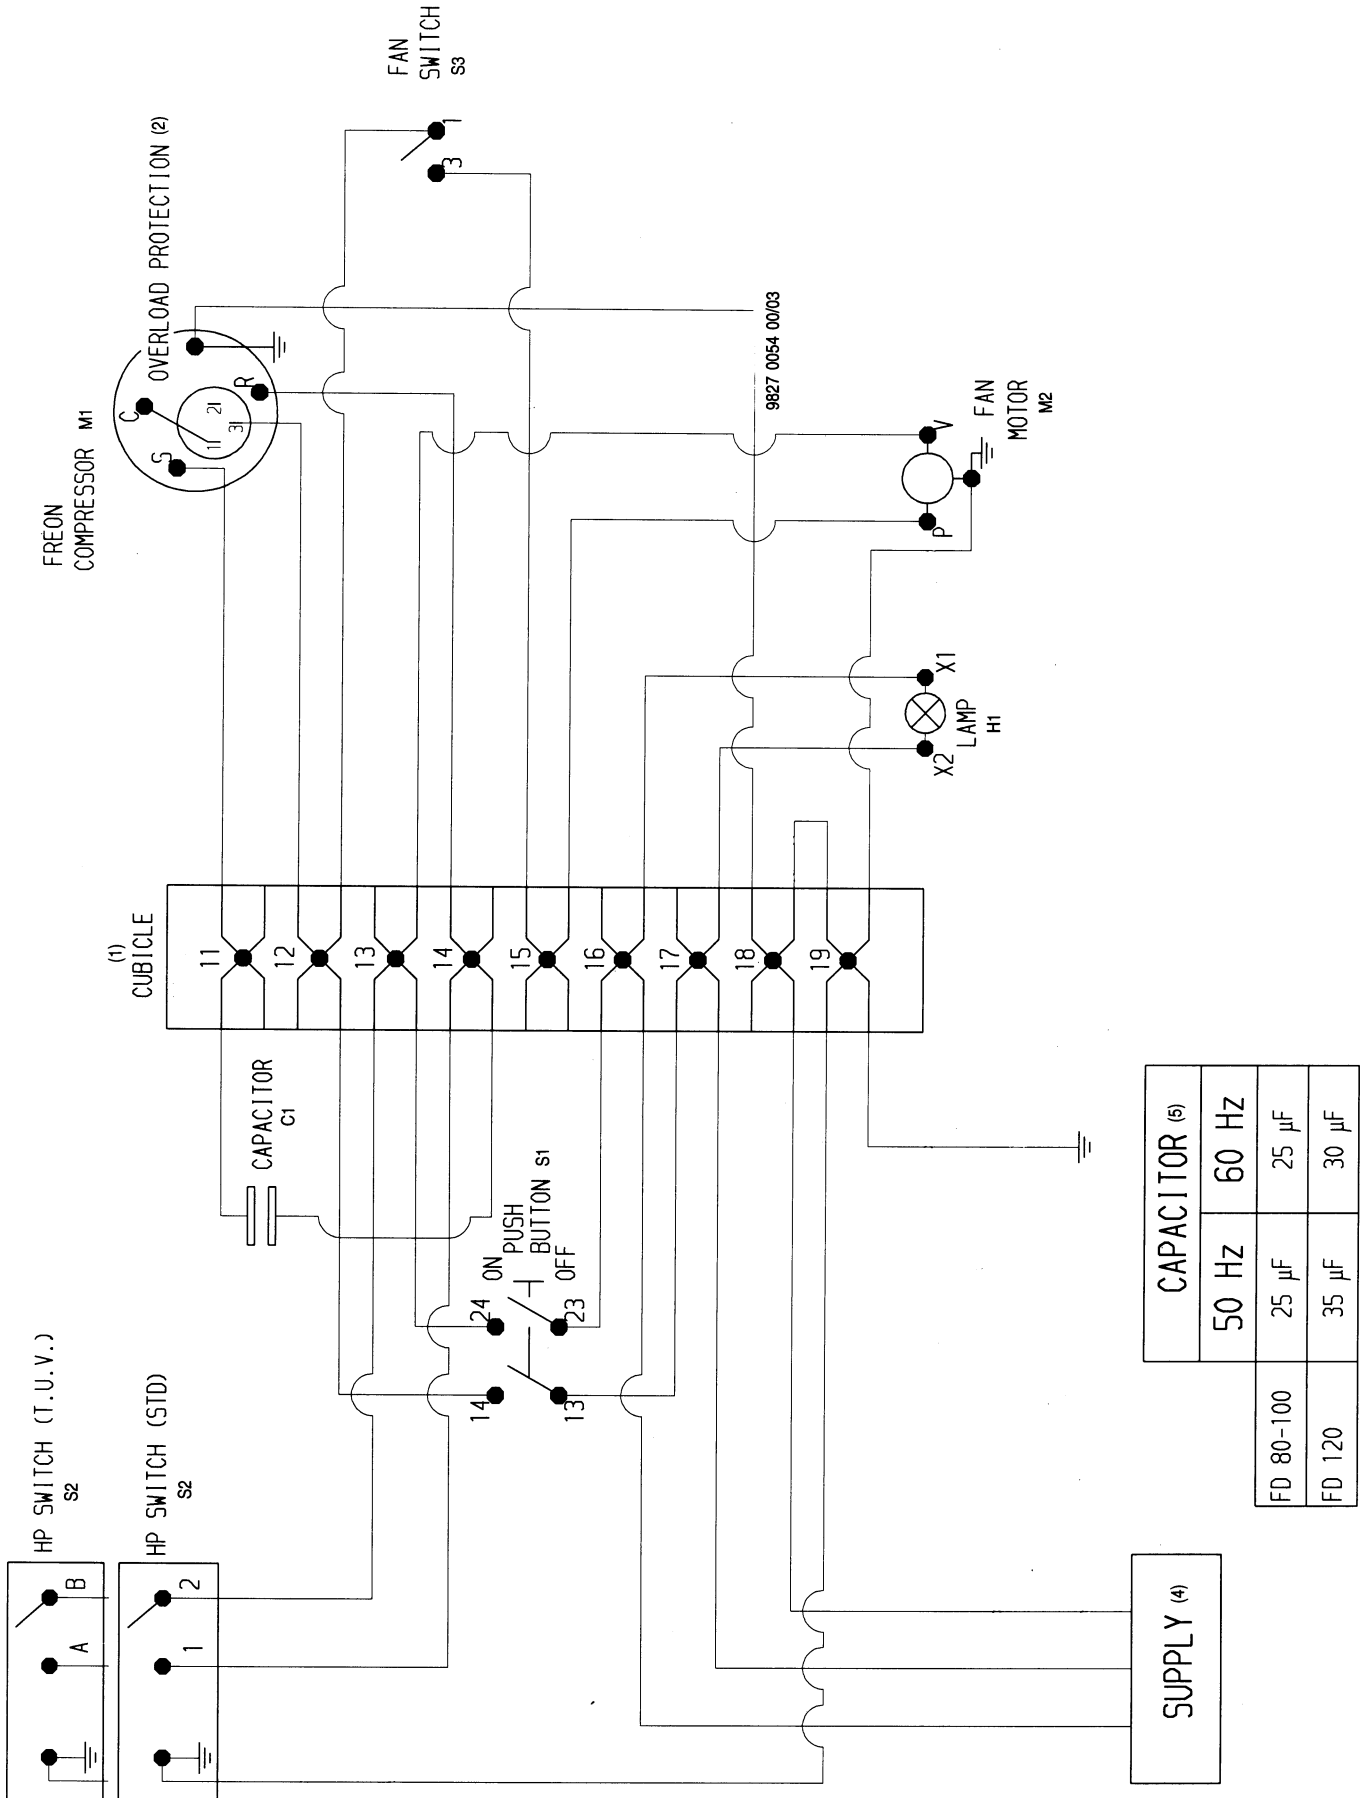 FAN
SWITCH
S3
OVERLOAD PROTECTION (2)
FREON
COMPRESSOR M1
C
S
R
1
2
3
1
3
9827 0054 00/03
V
P
FAN
MOTOR
M2
X1
X2
LAMP
H1
(1)
CUBICLE
11
12
13
14
15
16
17
18
19
CAPACITOR
C1
ON
PUSH
BUTTON S1
OFF
24
23
14
13
HP SWITCH (T.U.V.)
S2
B
A
HP SWITCH (STD)
S2
2
1
SUPPLY (4)
CAPACITOR (5)
50 Hz 60 Hz
FD 80-100 25 µF 25 µF
FD 120 35 µF 30 µF